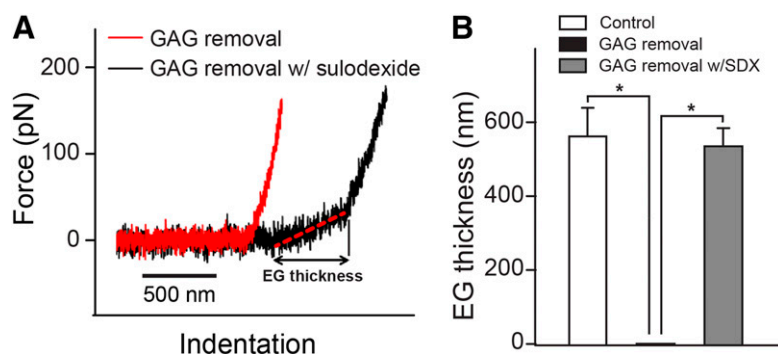 A
GAG removal
GAG removal w/ sulodexide
Force (pN)
200
100
0
EG thickness
500 nm
Indentation
B
Control
GAG removal
GAG removal w/SDX
EG thickness (nm)
600
400
200
0
*
*